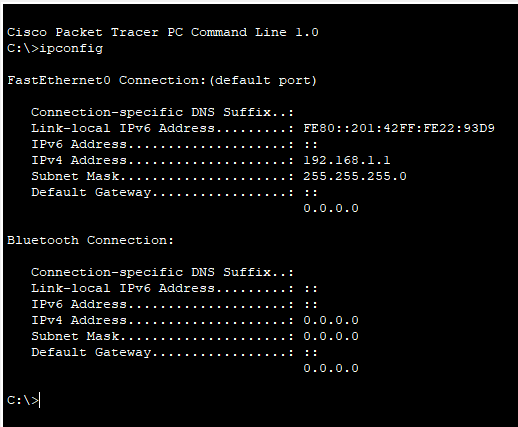 Cisco Packet Tracer PC Command Line 1.0
C:\>ipconfig
FastEthernet0 Connection:(default port)
Connection-specific DNS Suffix..:
Link-local IPv6 Address.........: FE80::201:42FF:FE22:93D9
IPv6 Address....................: ::
IPv4 Address....................: 192.168.1.1
Subnet Mask.....................: 255.255.255.0
Default Gateway.................: ::
0.0.0.0
Bluetooth Connection:
Connection-specific DNS Suffix..:
Link-local IPv6 Address.........: ::
IPv6 Address....................: ::
IPv4 Address....................: 0.0.0.0
Subnet Mask.....................: 0.0.0.0
Default Gateway.................: ::
0.0.0.0
C:\>